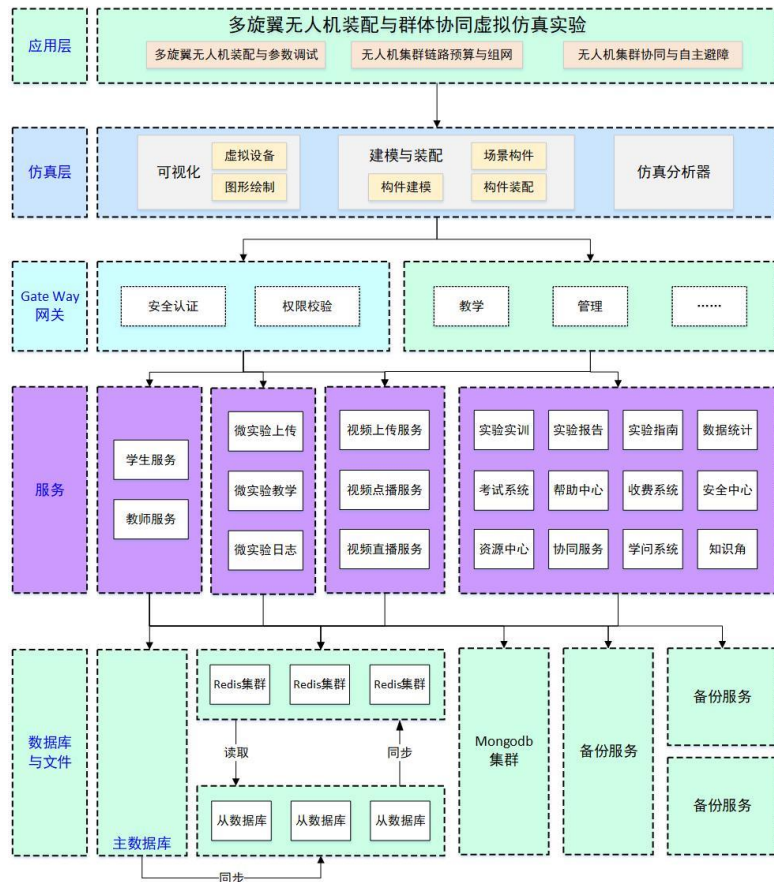 多旋翼无人机装配与群体协同虚拟仿真实验
应用层
多旋翼无人机装配与参数调试
无人机集群链路预算与组网
无人机集群协同与自主避障
仿真层
可视化
虚拟设备
图形绘制
建模与装配
场景构件
构件建模
构件装配
仿真分析器
Gate Way
网关
安全认证
权限校验
教学
管理
……
服务
学生服务
教师服务
微实验上传
微实验教学
微实验日志
视频上传服务
视频点播服务
视频直播服务
实验实训
实验报告
实验指南
数据统计
考试系统
帮助中心
收费系统
安全中心
资源中心
协同服务
学问系统
知识角
数据库
与文件
主数据库
Redis集群
Redis集群
Redis集群
读取
同步
从数据库
从数据库
从数据库
同步
Mongodb
集群
备份服务
备份服务
备份服务